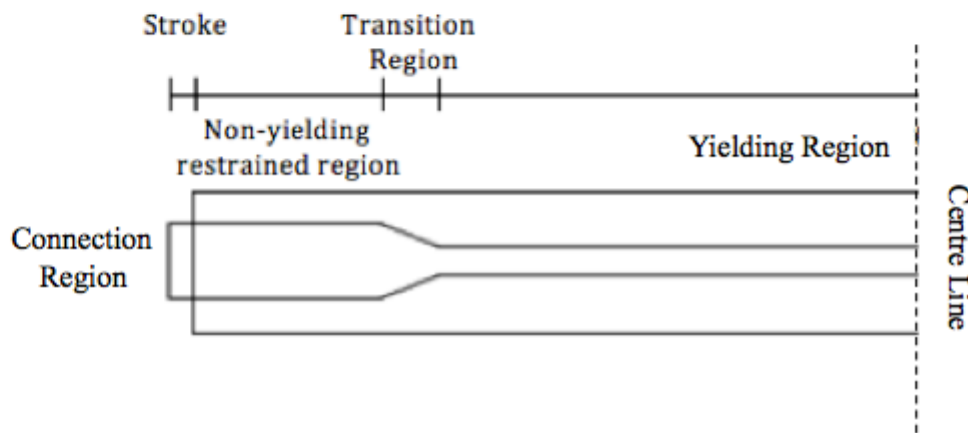 Stroke
Transition
Region
Non-yielding
restrained region
Yielding Region
Connection
Region
Centre Line